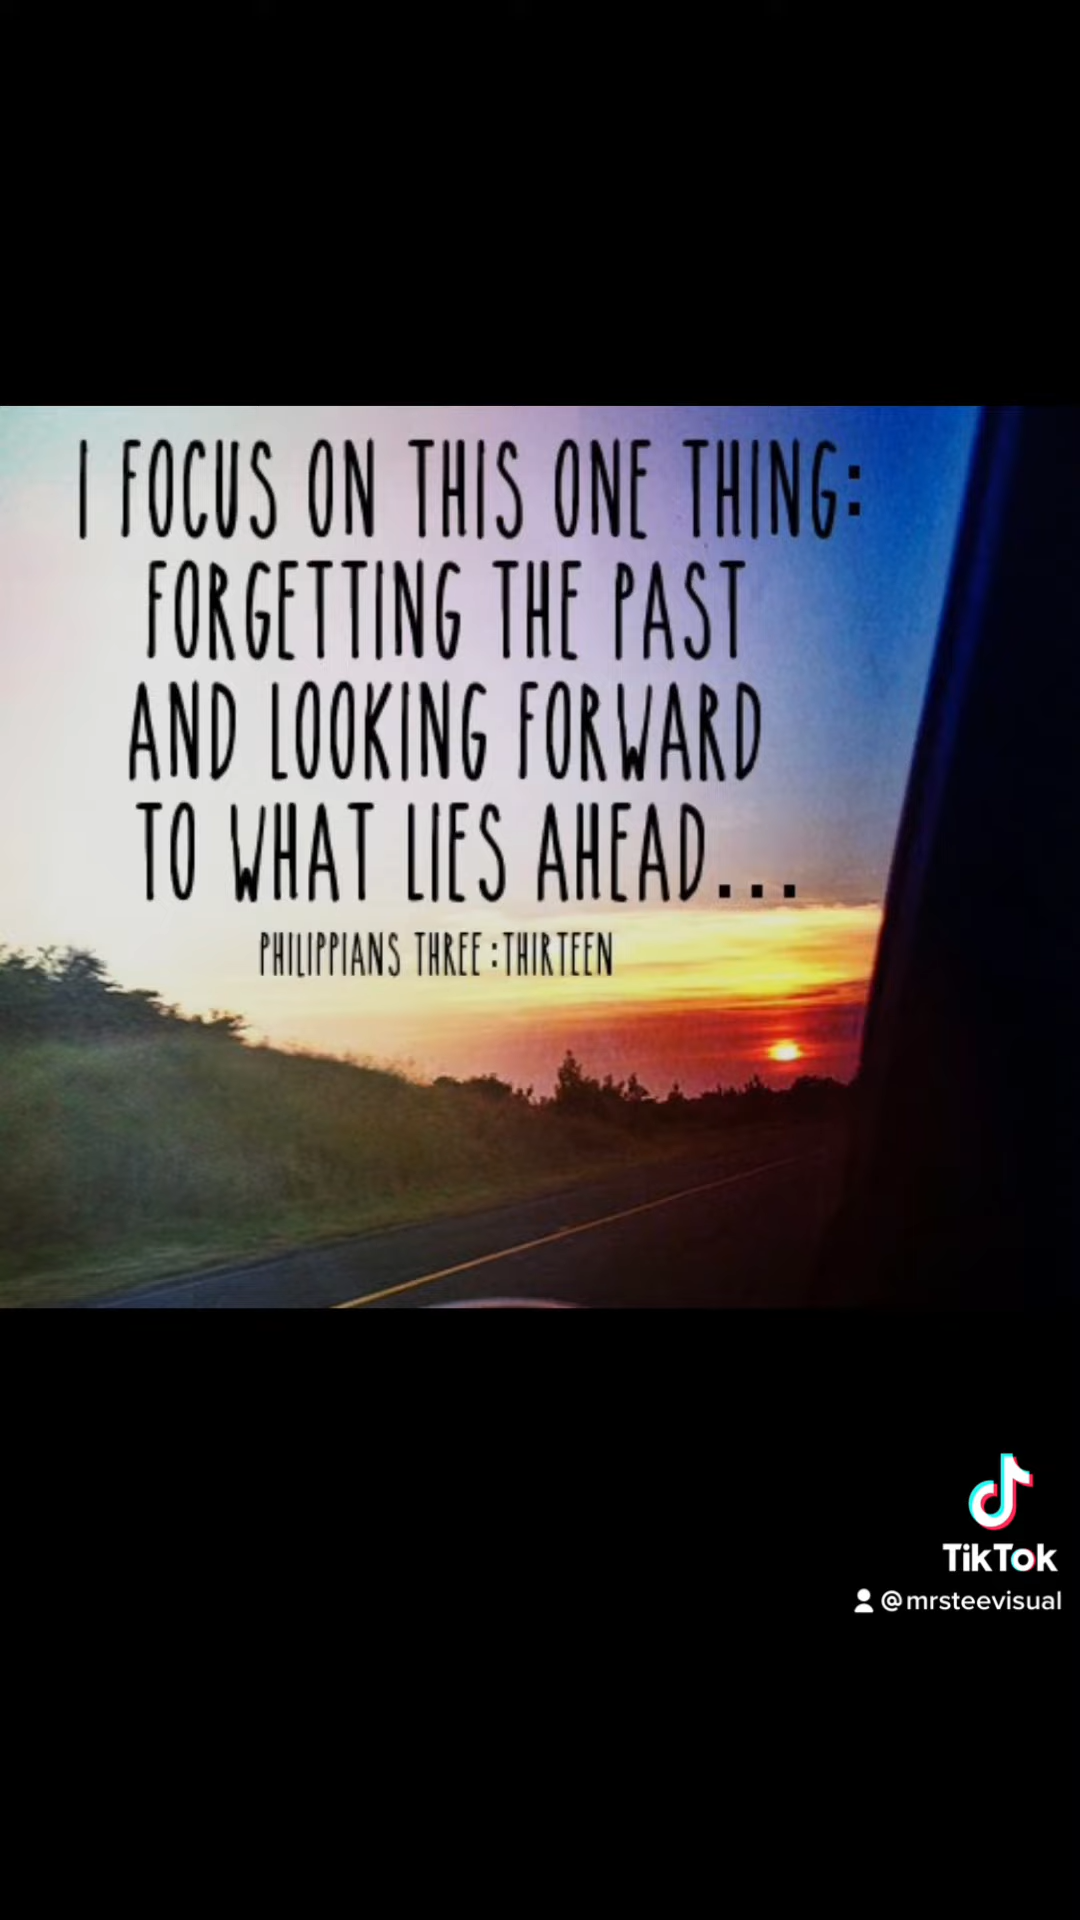 I FOCUS ON THIS ONE THING:
FORGETTING THE PAST
AND LOOKING FORWARD
TO WHAT LIES AHEAD...
PHILIPPIANS THREE:THIRTEEN
TikTok
@mrsteevisual